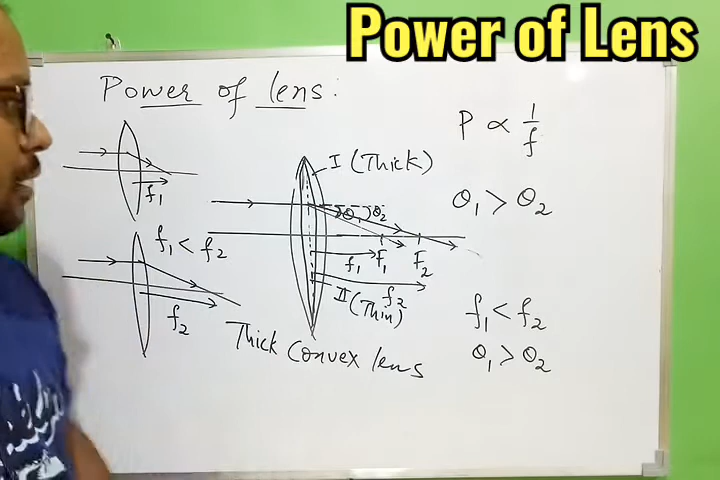 Power of Lens
Power of lens:
P ∝ 1/f
I (Thick)
f₁
θ₁ > θ₂
θ₁ θ₂
f₁ < f₂
f₁ F₁ F₂
f₂
II (Thin)
f₂
f₁ < f₂
Thick Convex lens
θ₁ > θ₂